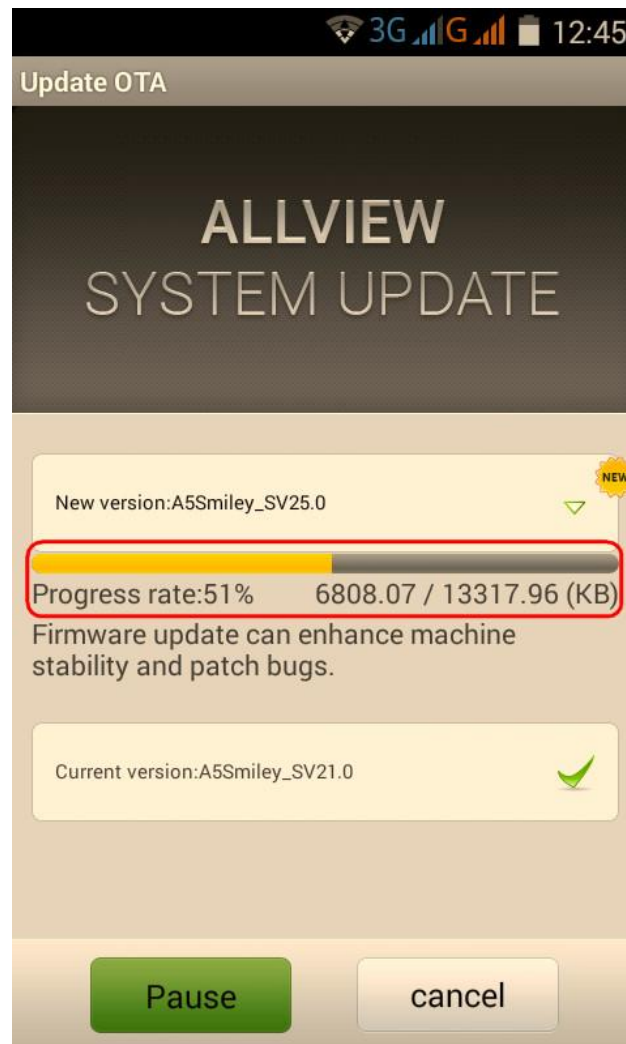 3G G 12:45
Update OTA
ALLVIEW
SYSTEM UPDATE
NEW
New version:A5Smiley_SV25.0
Progress rate:51% 6808.07 / 13317.96 (KB)
Firmware update can enhance machine
stability and patch bugs.
Current version:A5Smiley_SV21.0
Pause cancel